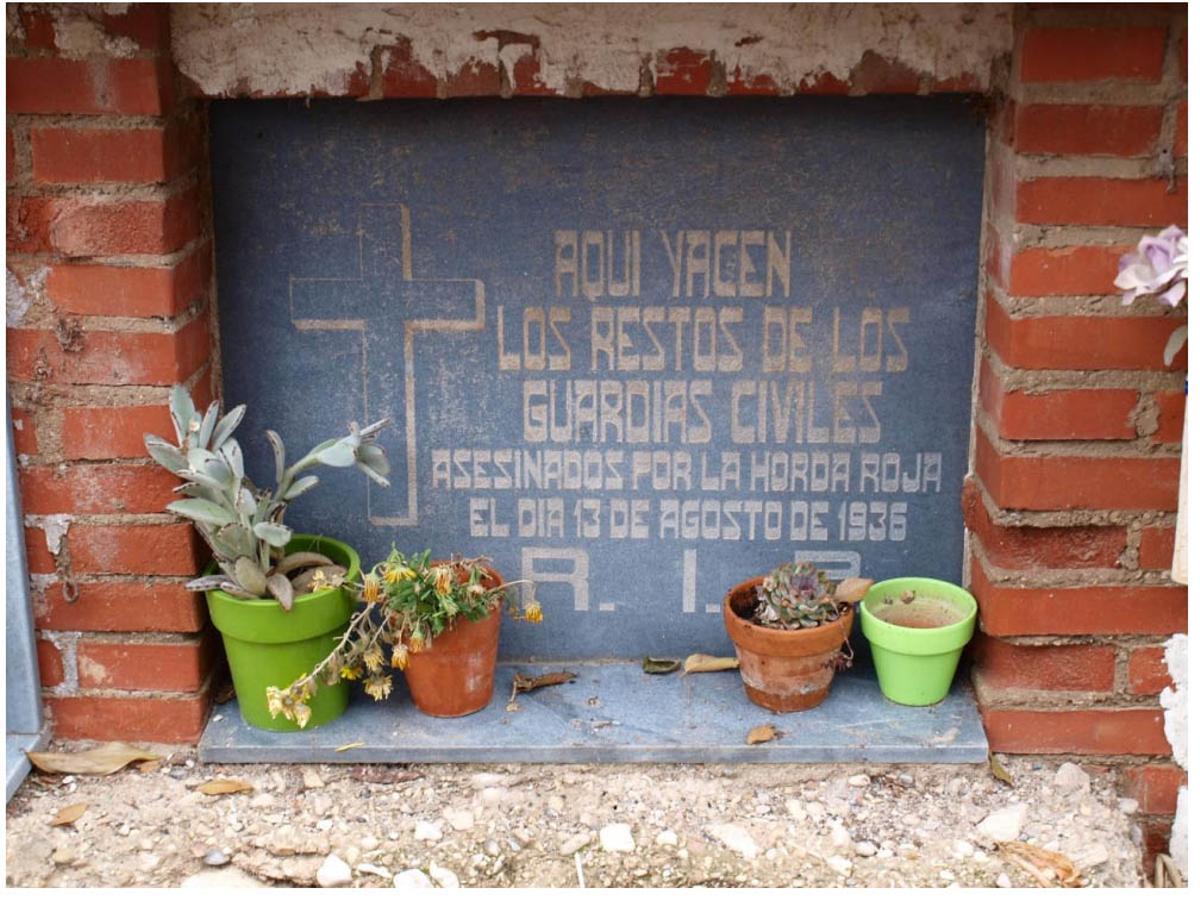 AQUI YACEN
LOS RESTOS DE LOS
GUARDIAS CIVILES
ASESINADOS POR LA HORDA ROJA
EL DIA 13 DE AGOSTO DE 1936
R. I. P.